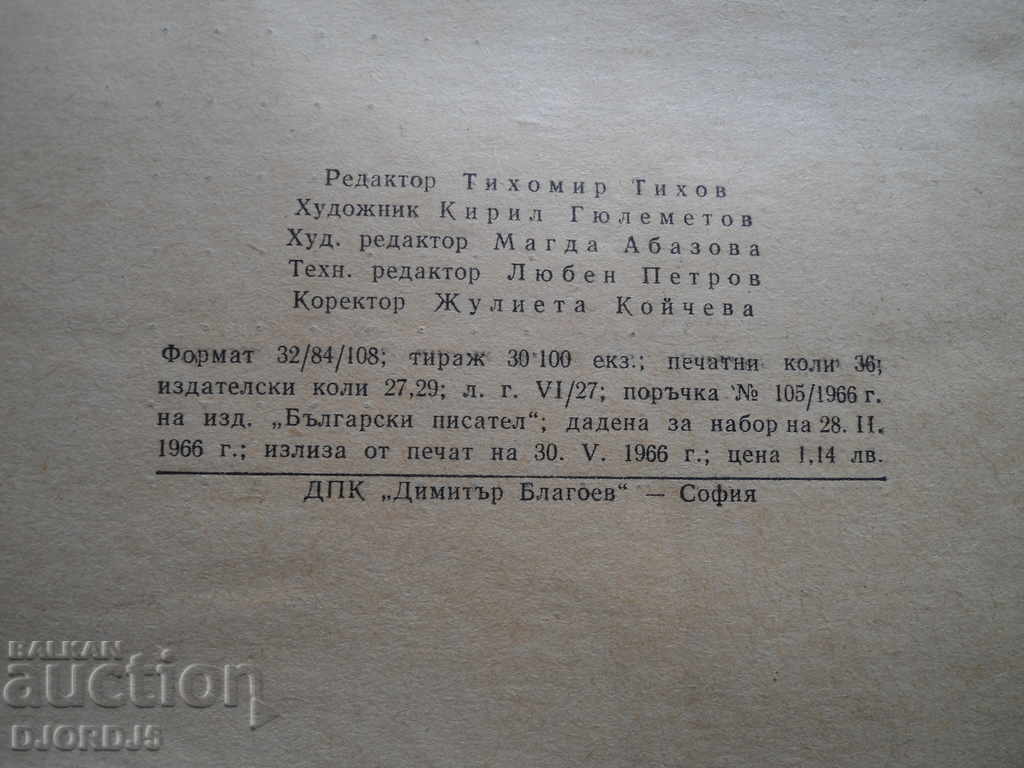 Редактор Тихомир Тихов
Художник Кирил Гюлеметов
Худ. редактор Магда Абазова
Техн. редактор Любен Петров
Коректор Жулиета Койчева
Формат 32/84/108; тираж 30 100 екз.; печатни коли 36;
издателски коли 27,29; л. г. VI/27; поръчка № 105/1966 г.
на изд. „Български писател“; дадена за набор на 28. II.
1966 г.; излиза от печат на 30. V. 1966 г.; цена 1,14 лв.
ДПК „Димитър Благоев“ — София
BALKAN
auction
DJORDJS